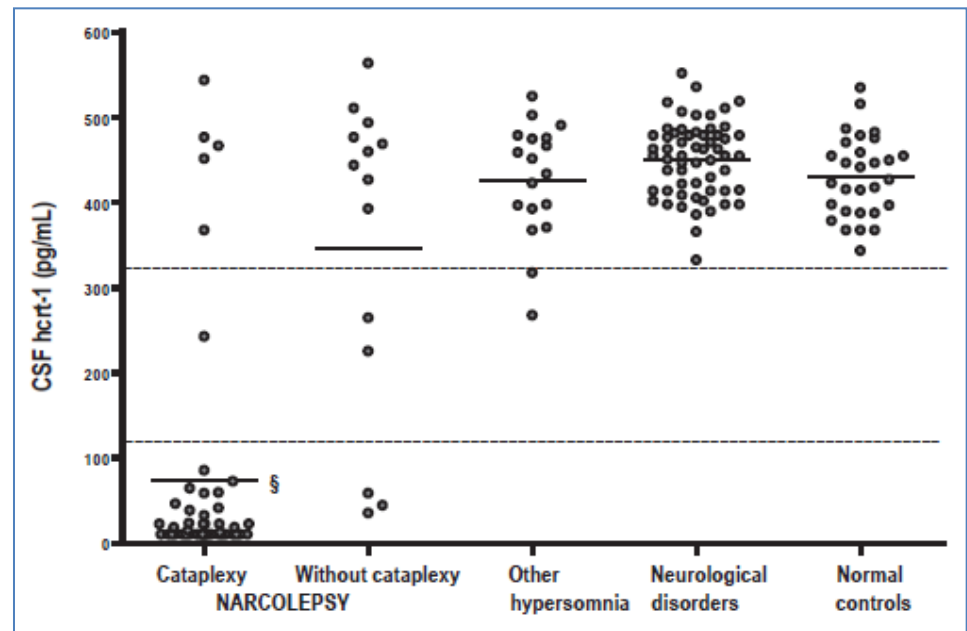 600
500
400
300
200
100
0
CSF hcrt-1 (pg/mL)
§
Cataplexy Without cataplexy Other Neurological Normal
NARCOLEPSY hypersomnia disorders controls